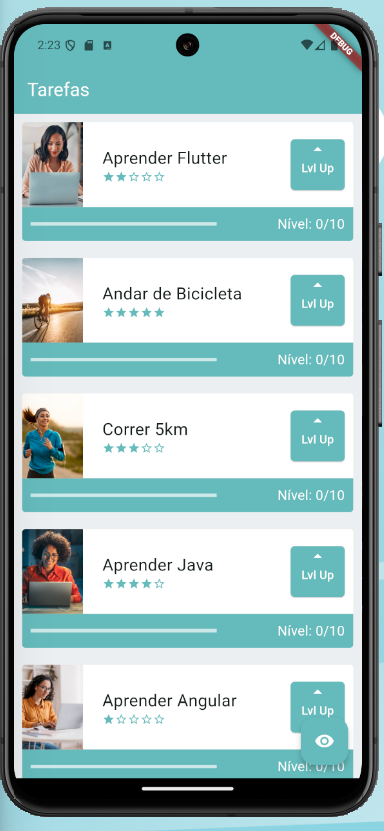 2:23
DEBUG
Tarefas
Aprender Flutter
Lvl Up
Nível: 0/10
Andar de Bicicleta
Lvl Up
Nível: 0/10
Correr 5km
Lvl Up
Nível: 0/10
Aprender Java
Lvl Up
Nível: 0/10
Aprender Angular
Lvl Up
Nível: 0/10